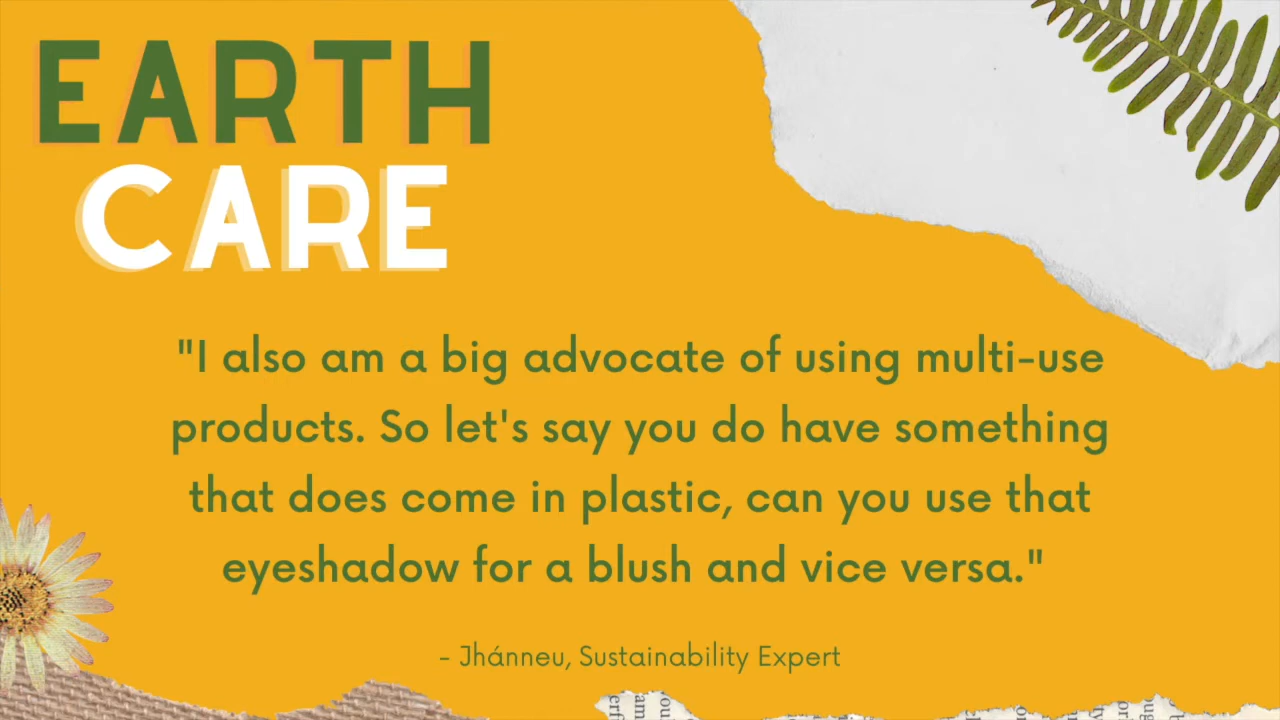 EARTH
CARE
"I also am a big advocate of using multi-use
products. So let's say you do have something
that does come in plastic, can you use that
eyeshadow for a blush and vice versa."
- Jhánneu, Sustainability Expert